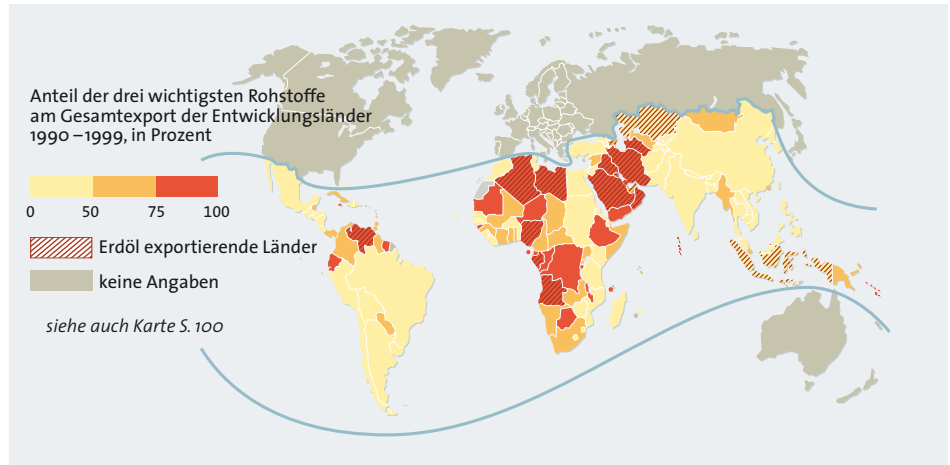 Anteil der drei wichtigsten Rohstoffe
am Gesamtexport der Entwicklungsländer
1990 – 1999, in Prozent
0 50 75 100
Erdöl exportierende Länder
keine Angaben
siehe auch Karte S. 100